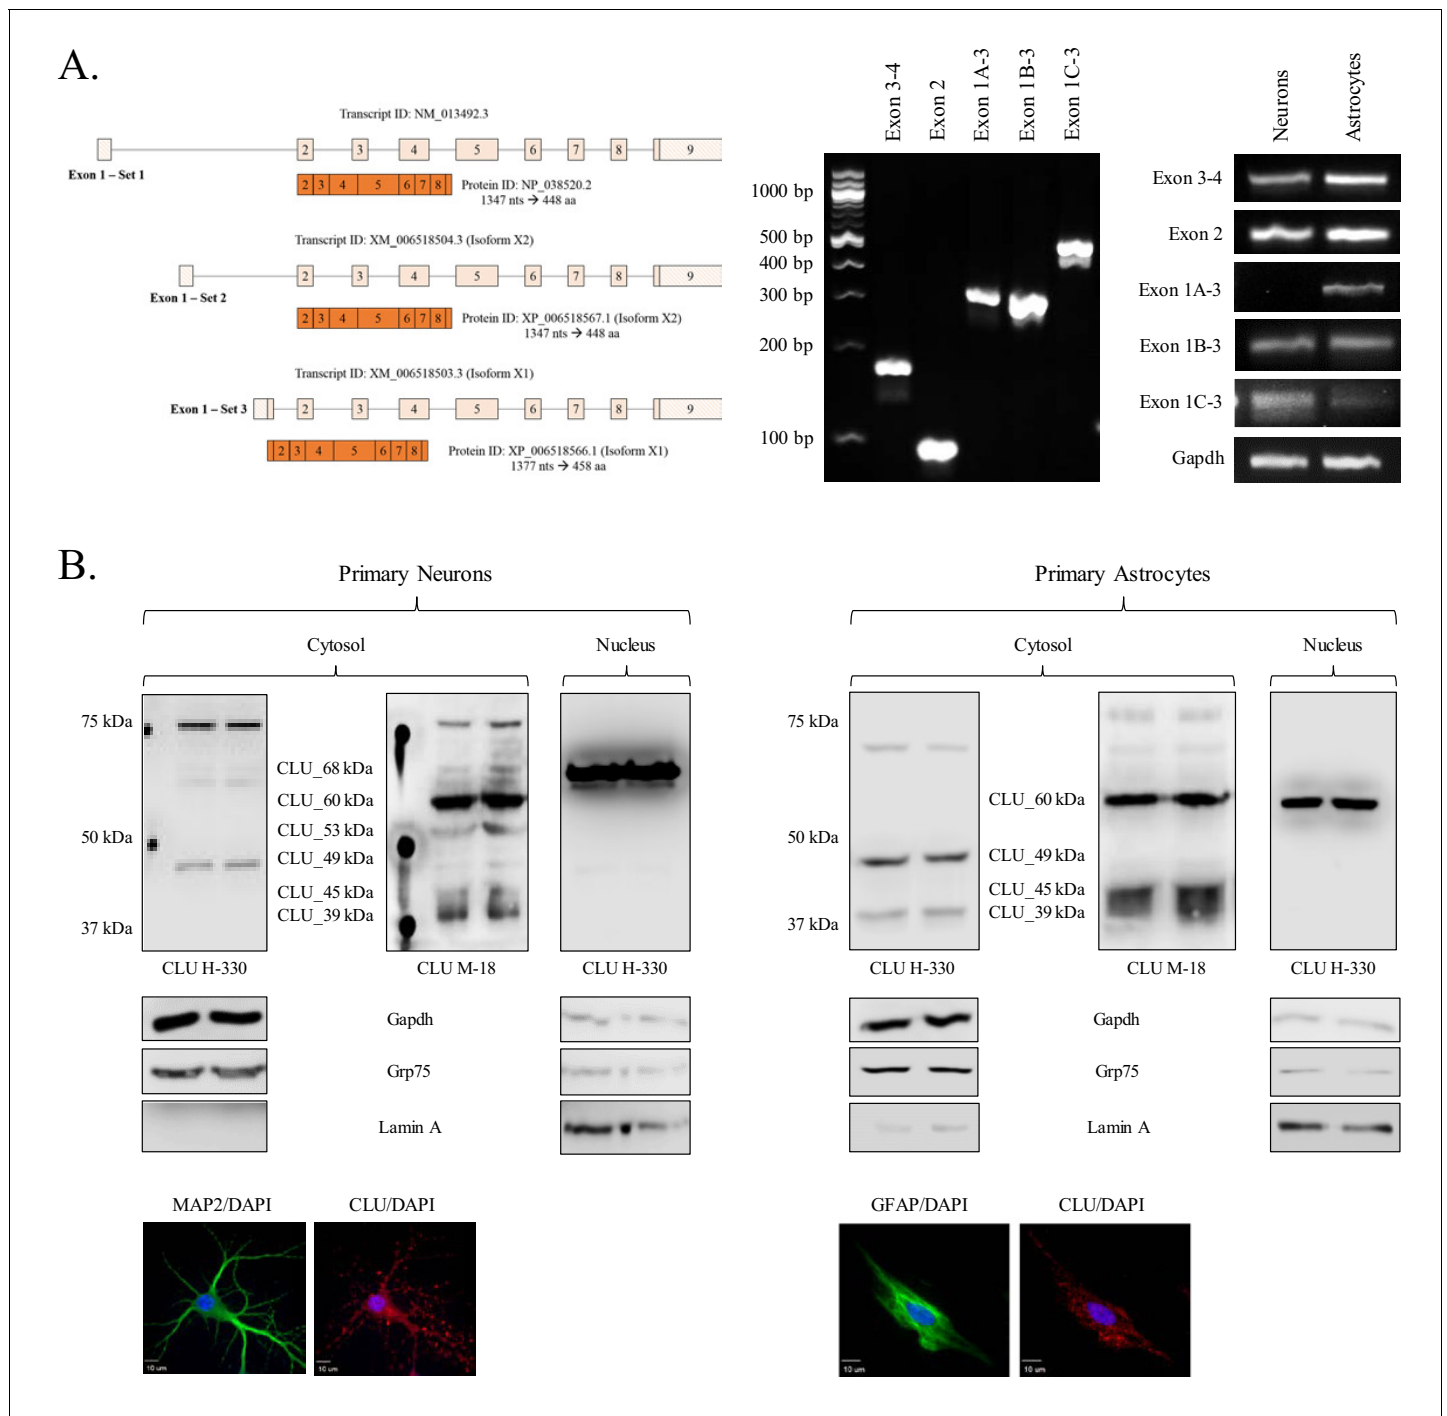 A.
Transcript ID: NM_013492.3
2 3 4 5 6 7 8 9
Exon 1 – Set 1
2 3 4 5 6 7 8
Protein ID: NP_038520.2
1347 nts → 448 aa
Transcript ID: XM_006518504.3 (Isoform X2)
2 3 4 5 6 7 8 9
Exon 1 – Set 2
2 3 4 5 6 7 8
Protein ID: XP_006518567.1 (Isoform X2)
1347 nts → 448 aa
Transcript ID: XM_006518503.3 (Isoform X1)
Exon 1 – Set 3
2 3 4 5 6 7 8 9
2 3 4 5 6 7 8
Protein ID: XP_006518566.1 (Isoform X1)
1377 nts → 458 aa
Exon 3-4
Exon 2
Exon 1A-3
Exon 1B-3
Exon 1C-3
1000 bp
500 bp
400 bp
300 bp
200 bp
100 bp
Neurons
Astrocytes
Exon 3-4
Exon 2
Exon 1A-3
Exon 1B-3
Exon 1C-3
Gapdh
B.
Primary Neurons
Cytosol
Nucleus
75 kDa
50 kDa
37 kDa
CLU_68 kDa
CLU_60 kDa
CLU_53 kDa
CLU_49 kDa
CLU_45 kDa
CLU_39 kDa
CLU H-330
CLU M-18
CLU H-330
Gapdh
Grp75
Lamin A
MAP2/DAPI
CLU/DAPI
10 um
10 um
Primary Astrocytes
Cytosol
Nucleus
75 kDa
50 kDa
37 kDa
CLU_60 kDa
CLU_49 kDa
CLU_45 kDa
CLU_39 kDa
CLU H-330
CLU M-18
CLU H-330
Gapdh
Grp75
Lamin A
GFAP/DAPI
CLU/DAPI
10 um
10 um